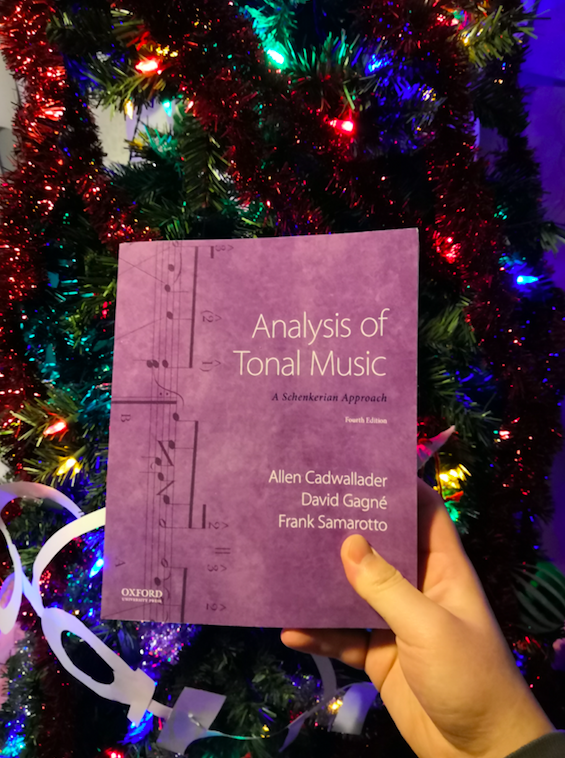 Analysis of
Tonal Music
A Schenkerian Approach
Fourth Edition
Allen Cadwallader
David Gagné
Frank Samarotto
OXFORD
UNIVERSITY PRESS